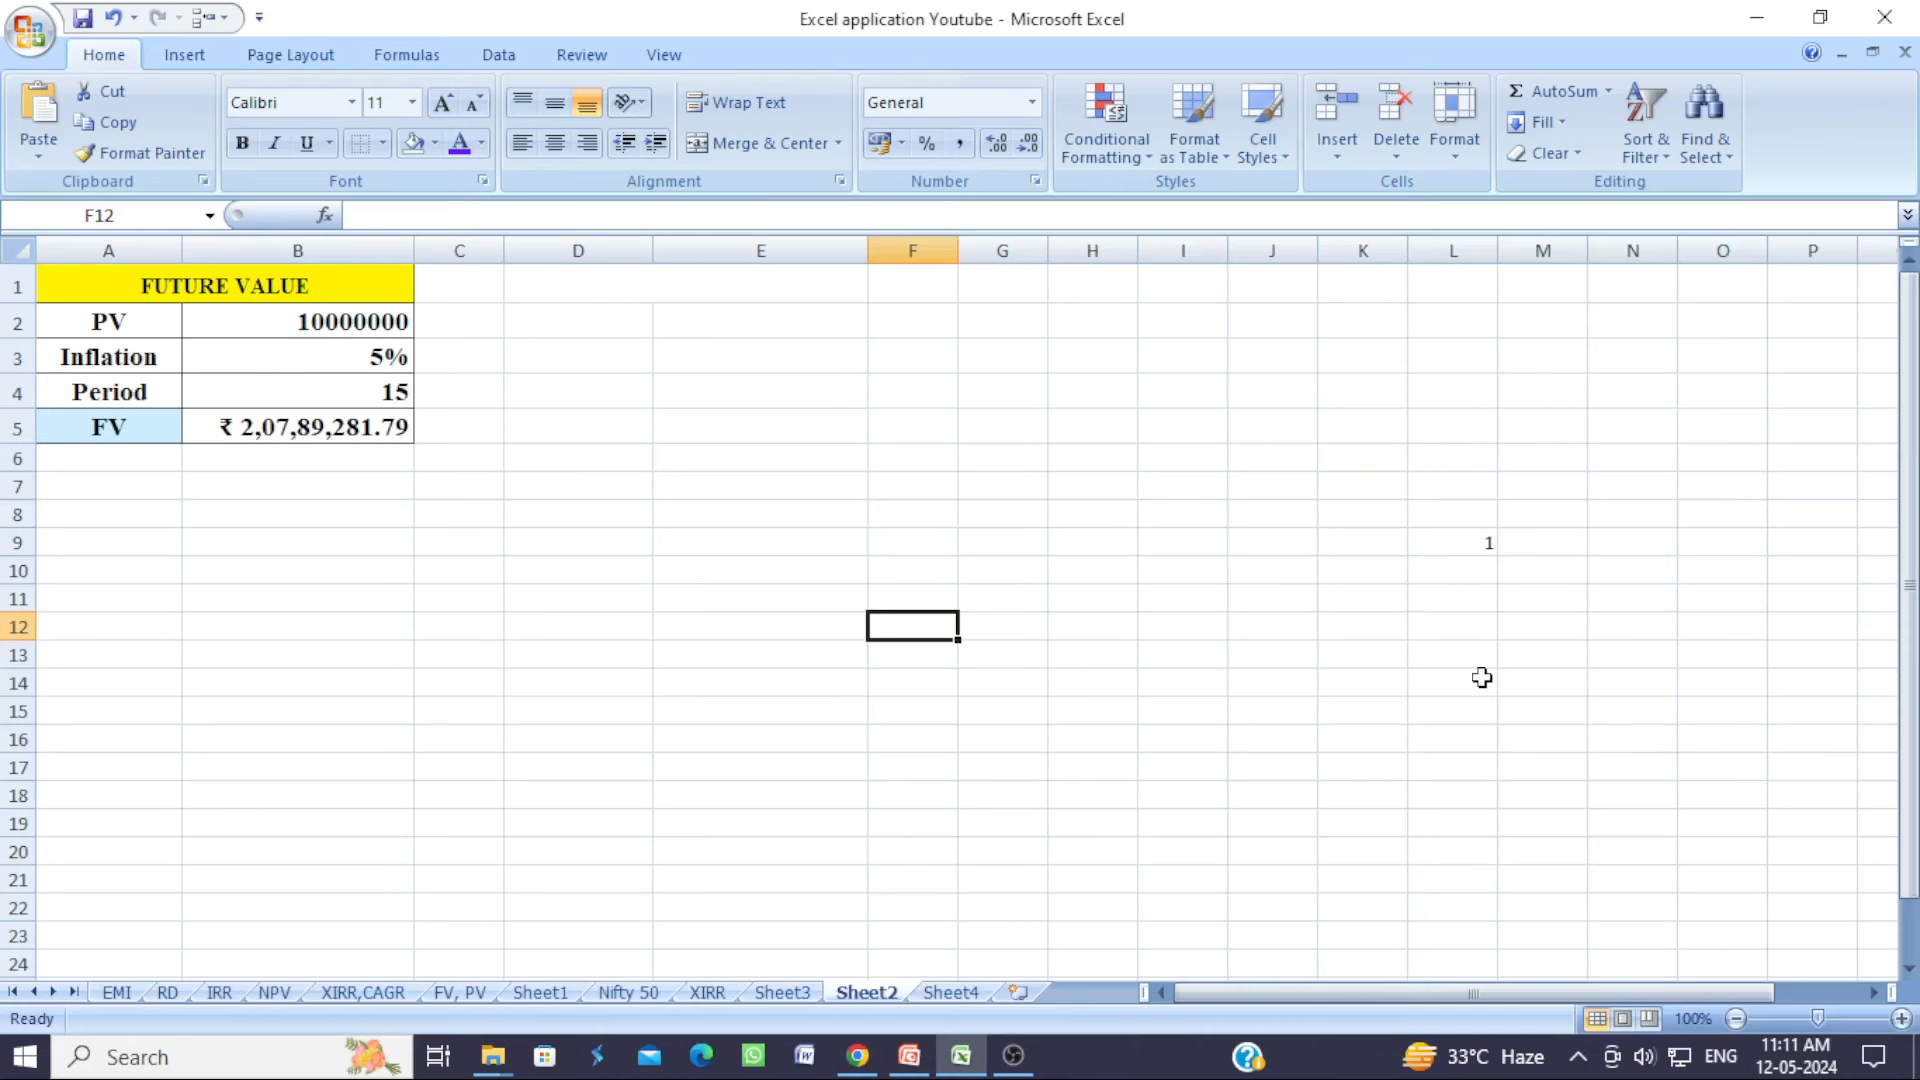 Excel application Youtube - Microsoft Excel
Home Insert Page Layout Formulas Data Review View
Paste
Cut
Copy
Format Painter
Clipboard
Calibri 11
B I U
Font
Wrap Text
Merge & Center
Alignment
General
% ,
Number
Conditional Formatting
Format as Table
Cell Styles
Styles
Insert Delete Format
Cells
Σ AutoSum
Fill
Clear
Sort & Filter
Find & Select
Editing
F12 fx
A B C D E F G H I J K L M N O P
1 FUTURE VALUE
2 PV 10000000
3 Inflation 5%
4 Period 15
5 FV ₹ 2,07,89,281.79
6
7
8
9 1
10
11
12
13
14
15
16
17
18
19
20
21
22
23
24
EMI RD IRR NPV XIRR,CAGR FV, PV Sheet1 Nifty 50 XIRR Sheet3 Sheet2 Sheet4
Ready 100%
Search 33°C Haze ENG 11:11 AM
12-05-2024